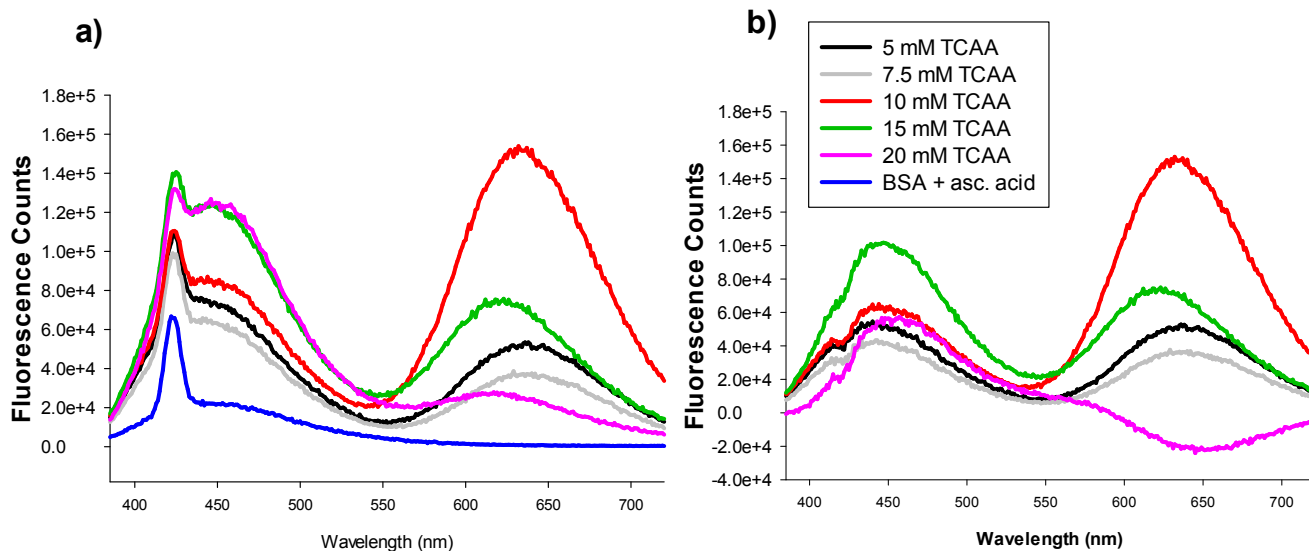 a)
Fluorescence Counts
1.8e+5
1.6e+5
1.4e+5
1.2e+5
1.0e+5
8.0e+4
6.0e+4
4.0e+4
2.0e+4
0.0
400 450 500 550 600 650 700
Wavelength (nm)
b)
5 mM TCAA
7.5 mM TCAA
10 mM TCAA
15 mM TCAA
20 mM TCAA
BSA + asc. acid
Fluorescence Counts
1.8e+5
1.6e+5
1.4e+5
1.2e+5
1.0e+5
8.0e+4
6.0e+4
4.0e+4
2.0e+4
0.0
-2.0e+4
-4.0e+4
400 450 500 550 600 650 700
Wavelength (nm)